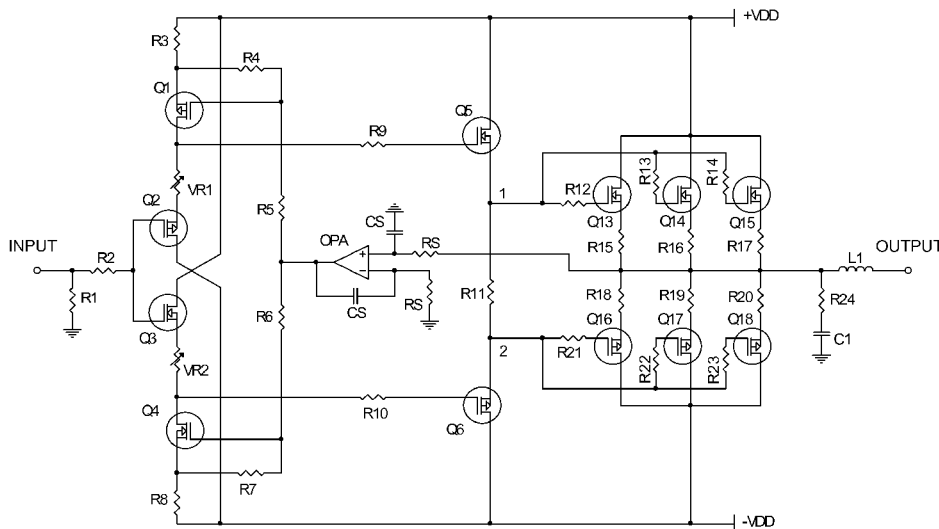 +VDD
R3
R4
Q1
Q5
R9
R13
R14
VR1
R12
Q2
1
Q13
Q14
Q15
R5
CS
OPA
RS
R15
R16
R17
INPUT
OUTPUT
R2
+
-
L1
R1
CS
RS
R11
R18
R19
R20
R24
R6
Q3
Q16
Q17
Q18
C1
VR2
2
R21
R22
R23
Q4
R10
Q6
R7
R8
-VDD